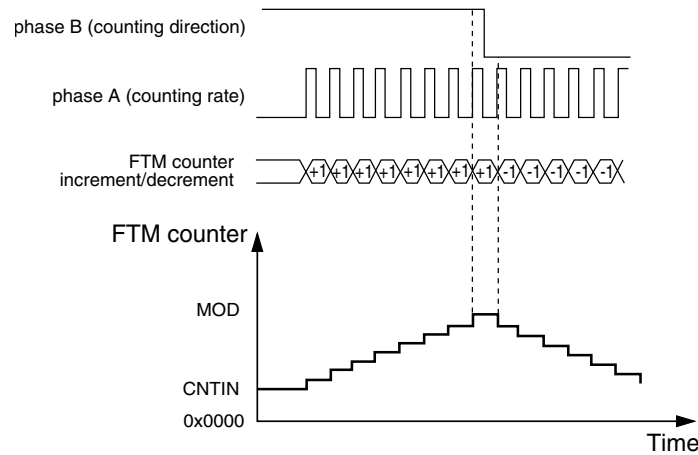 phase B (counting direction)
phase A (counting rate)
FTM counter
increment/decrement
+1 +1 +1 +1 +1 +1 +1 +1 -1 -1 -1 -1 -1
FTM counter
MOD
CNTIN
0x0000
Time